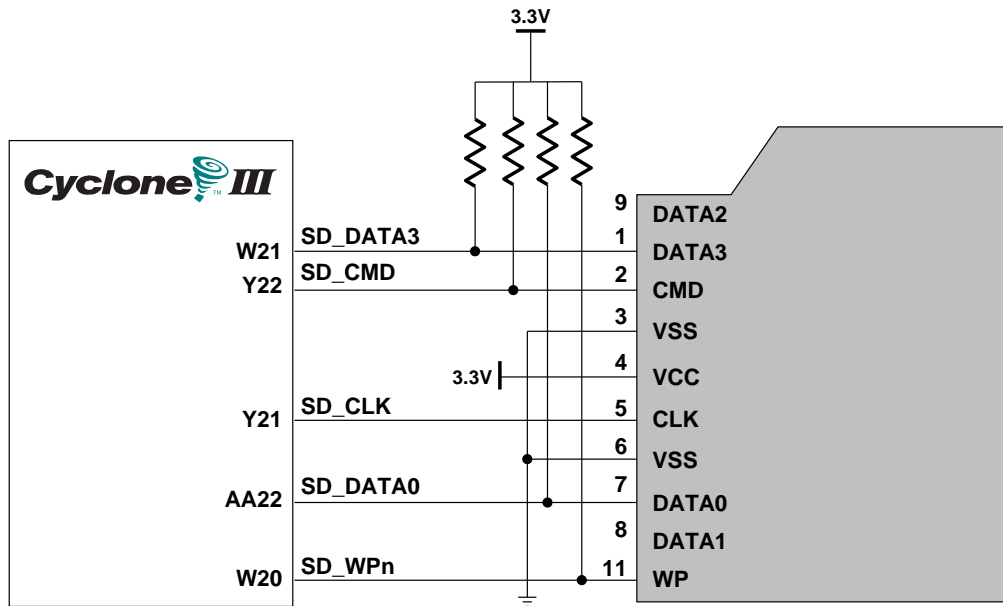 3.3V
Cyclone III
™
9 DATA2
W21 SD_DATA3 1 DATA3
Y22 SD_CMD 2 CMD
3 VSS
3.3V 4 VCC
Y21 SD_CLK 5 CLK
6 VSS
AA22 SD_DATA0 7 DATA0
8 DATA1
W20 SD_WPn 11 WP